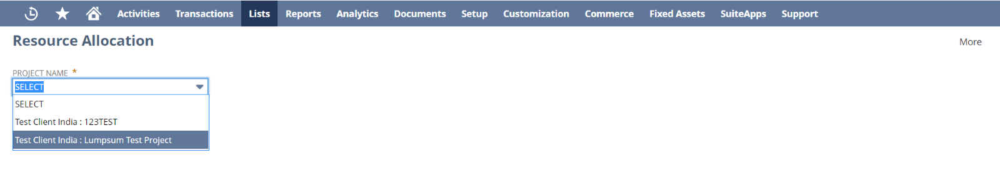 Activities Transactions Lists Reports Analytics Documents Setup Customization Commerce Fixed Assets SuiteApps Support
Resource Allocation
More
PROJECT NAME *
SELECT
SELECT
Test Client India : 123TEST
Test Client India : Lumpsum Test Project